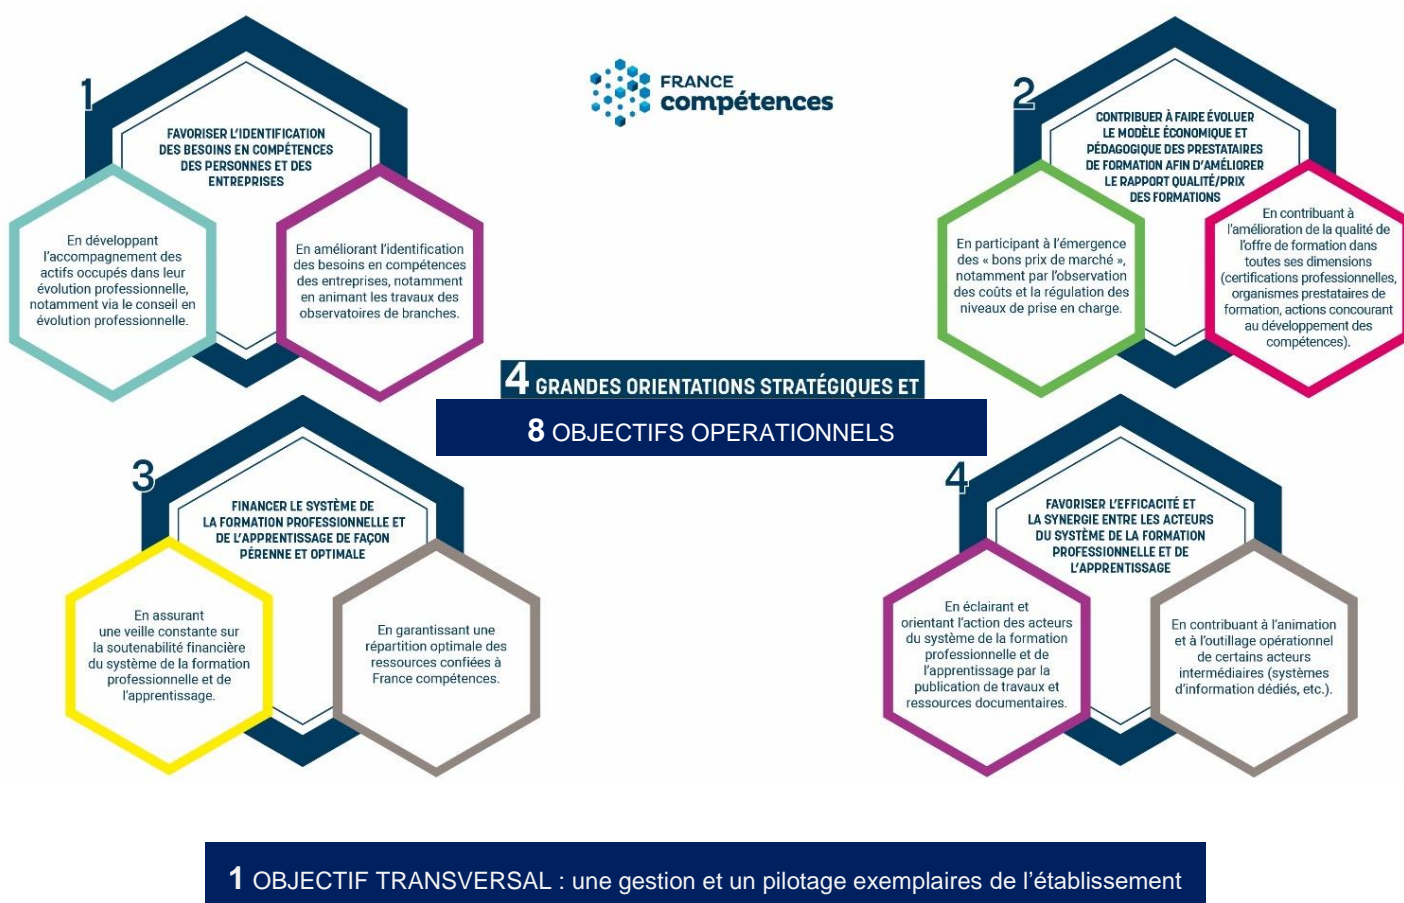 1
FAVORISER L'IDENTIFICATION
DES BESOINS EN COMPÉTENCES
DES PERSONNES ET DES
ENTREPRISES
En développant
l'accompagnement des
actifs occupés dans leur
évolution professionnelle,
notamment via le conseil en
évolution professionnelle.
En améliorant l'identification
des besoins en compétences
des entreprises, notamment
en animant les travaux des
observatoires de branches.
FRANCE
compétences
2
CONTRIBUER À FAIRE ÉVOLUER
LE MODÈLE ÉCONOMIQUE ET
PÉDAGOGIQUE DES PRESTATAIRES
DE FORMATION AFIN D'AMÉLIORER
LE RAPPORT QUALITÉ/PRIX
DES FORMATIONS
En participant à l'émergence
des « bons prix de marché »,
notamment par l'observation
des coûts et la régulation des
niveaux de prise en charge.
En contribuant à
l'amélioration de la qualité de
l'offre de formation dans
toutes ses dimensions
(certifications professionnelles,
organismes prestataires de
formation, actions concourant
au développement des
compétences).
4 GRANDES ORIENTATIONS STRATÉGIQUES ET
8 OBJECTIFS OPERATIONNELS
3
FINANCER LE SYSTÈME DE
LA FORMATION PROFESSIONNELLE ET
DE L'APPRENTISSAGE DE FAÇON
PÉRENNE ET OPTIMALE
En assurant
une veille constante sur
la soutenabilité financière
du système de la formation
professionnelle et de
l'apprentissage.
En garantissant une
répartition optimale des
ressources confiées à
France compétences.
4
FAVORISER L'EFFICACITÉ ET
LA SYNERGIE ENTRE LES ACTEURS
DU SYSTÈME DE LA FORMATION
PROFESSIONNELLE ET DE
L'APPRENTISSAGE
En éclairant et
orientant l'action des acteurs
du système de la formation
professionnelle et de
l'apprentissage par la
publication de travaux et
ressources documentaires.
En contribuant à l'animation
et à l'outillage opérationnel
de certains acteurs
intermédiaires (systèmes
d'information dédiés, etc.).
1 OBJECTIF TRANSVERSAL : une gestion et un pilotage exemplaires de l'établissement